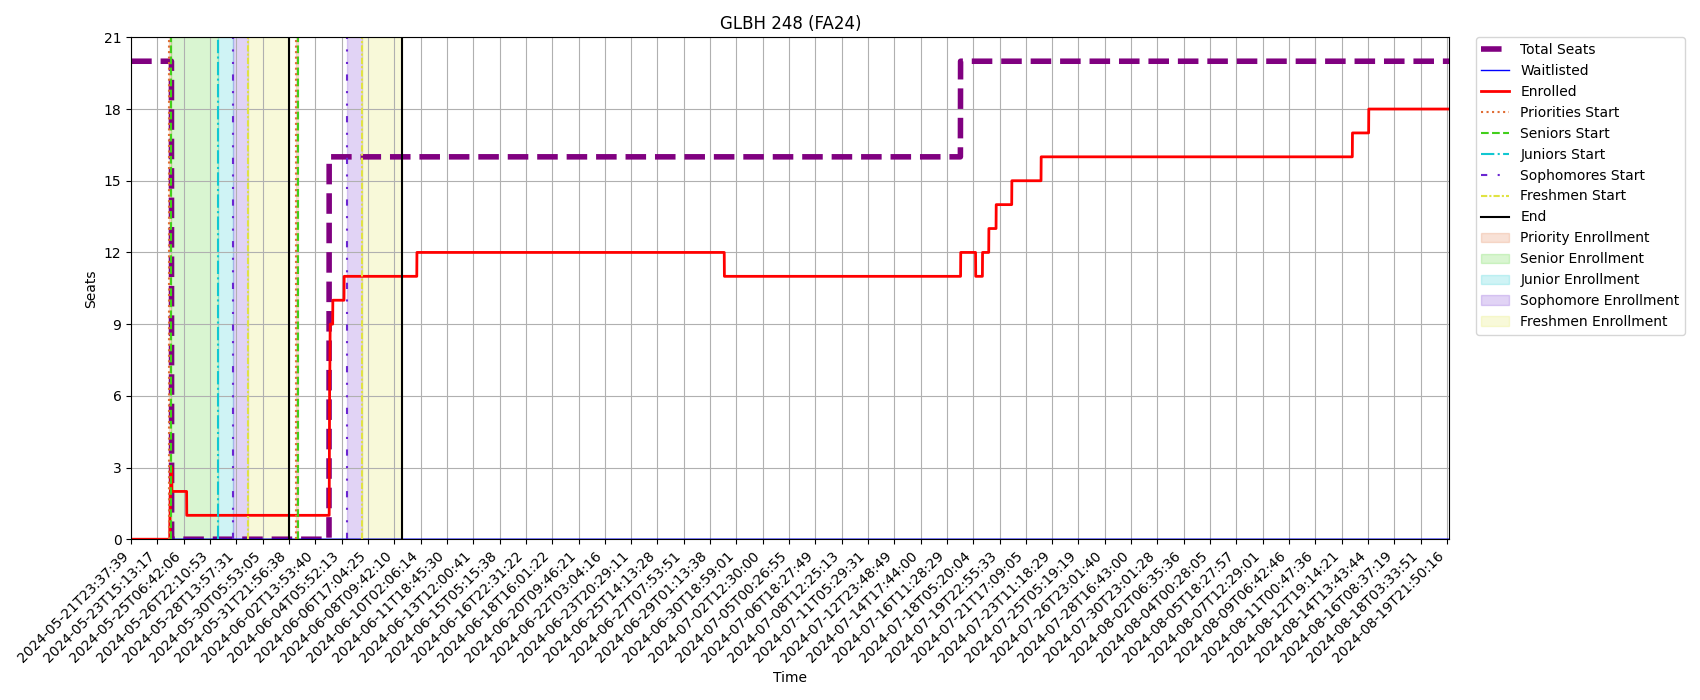 GLBH 248 (FA24)
21
18
15
12
9
6
3
0
Seats
2024-05-21T23:37:39
2024-05-23T15:13:17
2024-05-25T06:42:06
2024-05-26T22:10:53
2024-05-28T13:57:31
2024-05-30T05:53:05
2024-05-31T21:56:38
2024-06-02T13:53:40
2024-06-04T05:52:13
2024-06-06T17:04:25
2024-06-08T09:42:10
2024-06-10T02:06:14
2024-06-11T18:45:30
2024-06-13T12:00:41
2024-06-15T05:15:38
2024-06-16T22:31:22
2024-06-18T16:01:22
2024-06-20T09:46:21
2024-06-22T03:04:16
2024-06-23T20:29:11
2024-06-25T14:13:28
2024-06-27T07:53:51
2024-06-29T01:13:38
2024-06-30T18:59:01
2024-07-02T12:30:00
2024-07-05T00:26:55
2024-07-06T18:27:49
2024-07-08T12:25:13
2024-07-11T05:29:31
2024-07-12T23:48:49
2024-07-14T17:44:00
2024-07-16T11:28:29
2024-07-18T05:20:04
2024-07-19T22:55:33
2024-07-21T17:09:05
2024-07-23T11:18:29
2024-07-25T05:19:19
2024-07-26T23:01:40
2024-07-28T16:43:00
2024-07-30T23:01:28
2024-08-02T06:35:36
2024-08-04T00:28:05
2024-08-05T18:27:57
2024-08-07T12:29:01
2024-08-09T06:42:46
2024-08-11T00:47:36
2024-08-12T19:14:21
2024-08-14T13:43:44
2024-08-16T08:37:19
2024-08-18T03:33:51
2024-08-19T21:50:16
Time
Total Seats
Waitlisted
Enrolled
Priorities Start
Seniors Start
Juniors Start
Sophomores Start
Freshmen Start
End
Priority Enrollment
Senior Enrollment
Junior Enrollment
Sophomore Enrollment
Freshmen Enrollment